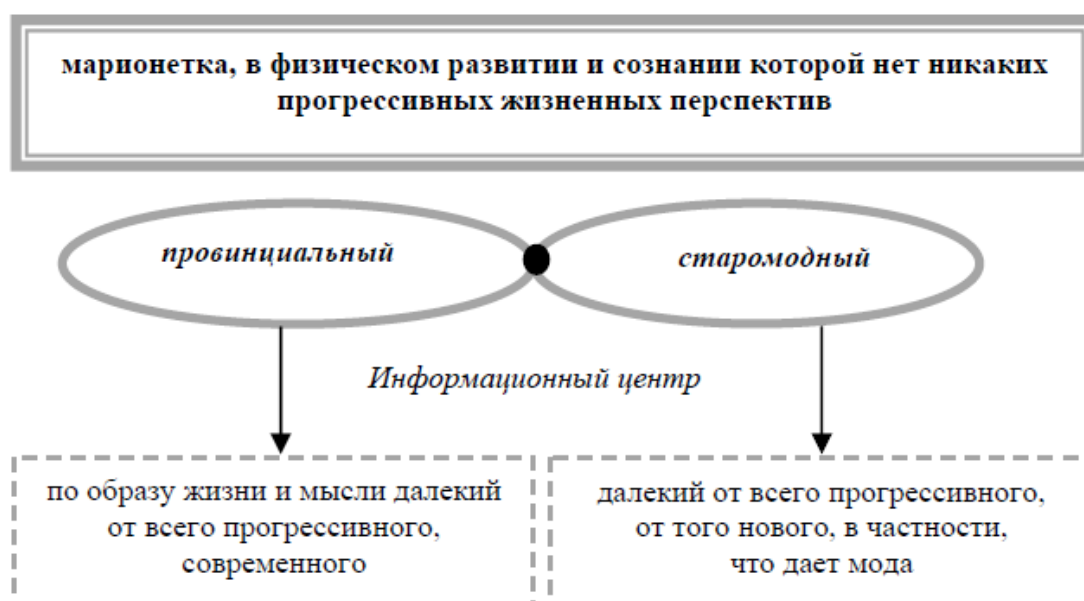 марионетка, в физическом развитии и сознании которой нет никаких
прогрессивных жизненных перспектив
провинциальный
старомодный
Информационный центр
по образу жизни и мысли далекий
от всего прогрессивного,
современного
далекий от всего прогрессивного,
от того нового, в частности,
что дает мода